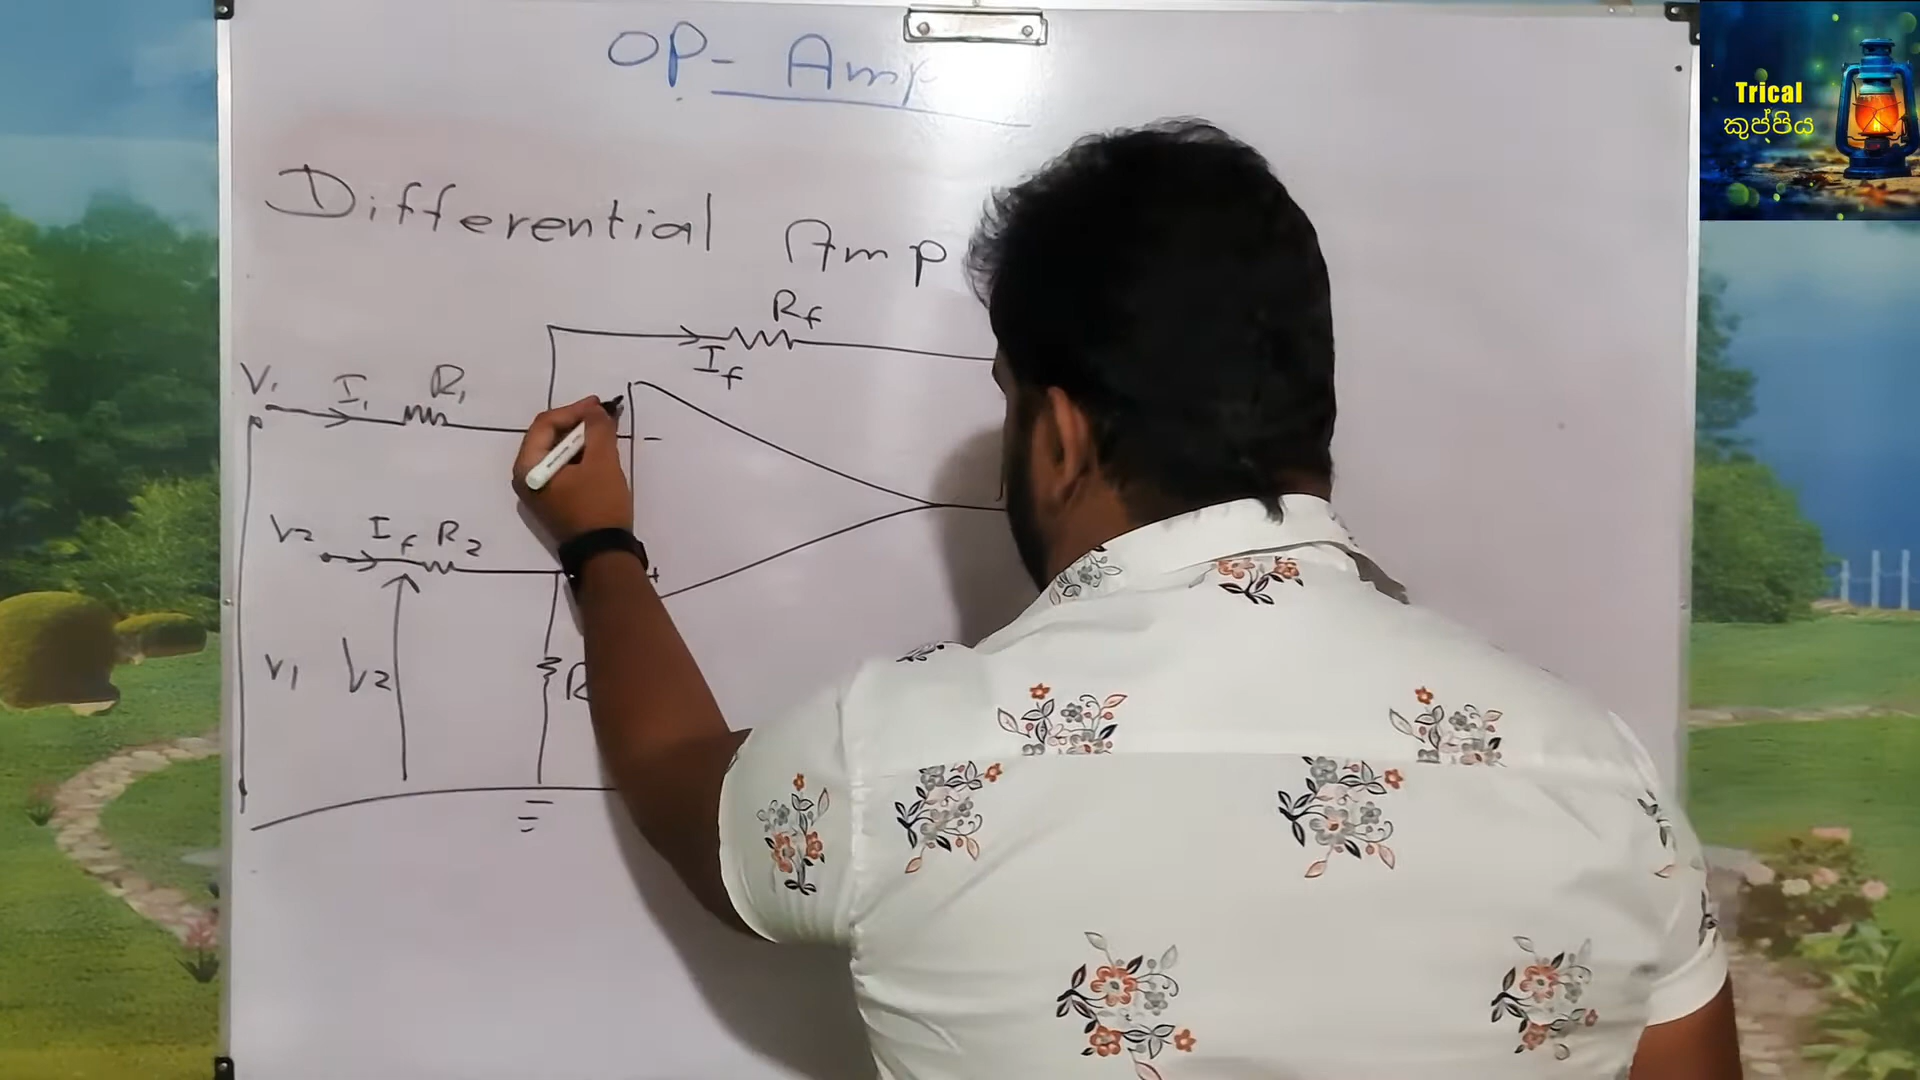 OP- Amp
Trical
කුප්පිය
Differential Amp
Rf
If
V1 I1 R1
-
V2 If R2
+
V1 V2